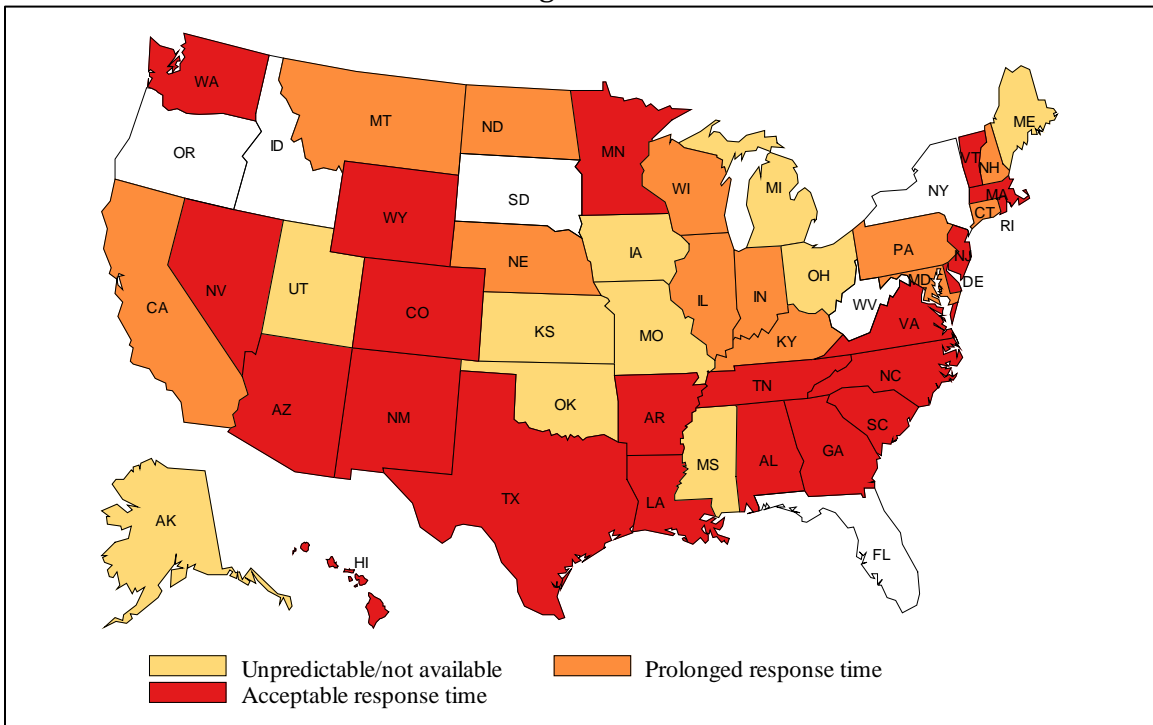 WA
MT
ND
MN
ME
VT
NH
OR
ID
SD
WI
MI
NY
MA
CT
RI
WY
NE
IA
PA
NJ
NV
UT
CO
IL
IN
OH
MD
DE
CA
KS
MO
WV
VA
KY
AZ
NM
OK
AR
TN
NC
SC
TX
LA
MS
AL
GA
AK
HI
FL
Unpredictable/not available
Prolonged response time
Acceptable response time